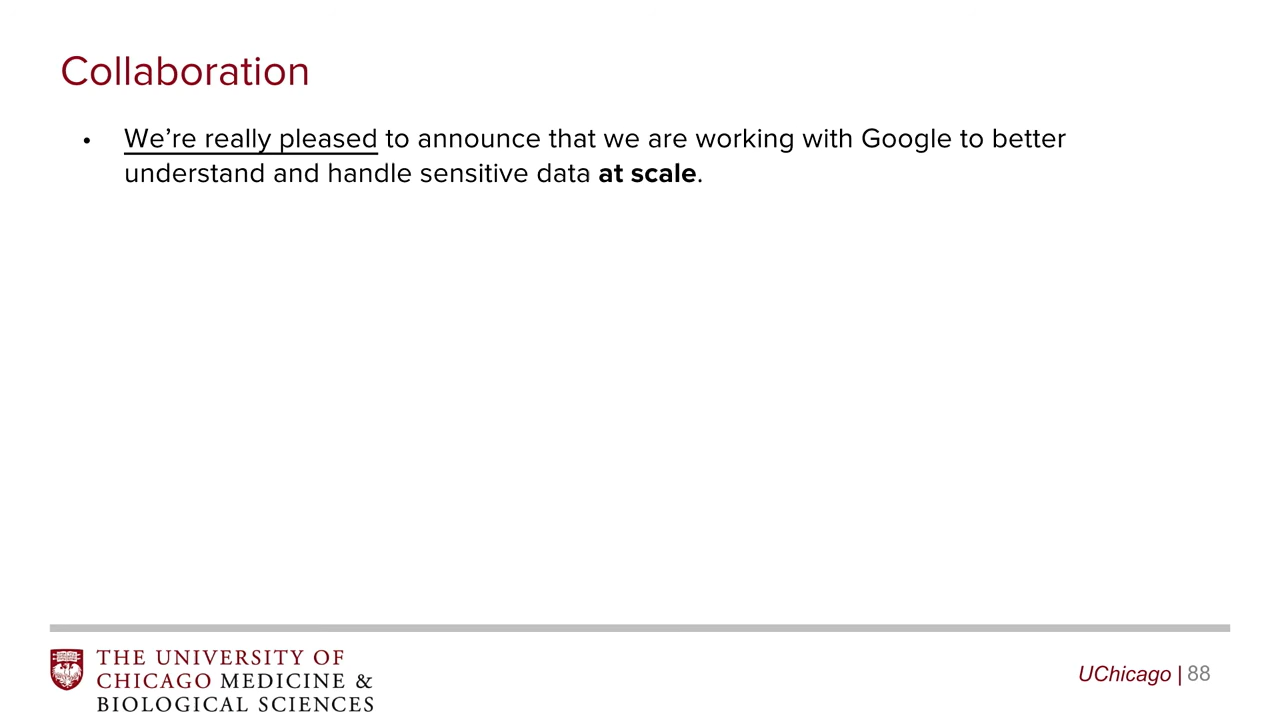 Collaboration
• We’re really pleased to announce that we are working with Google to better
understand and handle sensitive data at scale.
THE UNIVERSITY OF
CHICAGO MEDICINE &
BIOLOGICAL SCIENCES
UChicago | 88